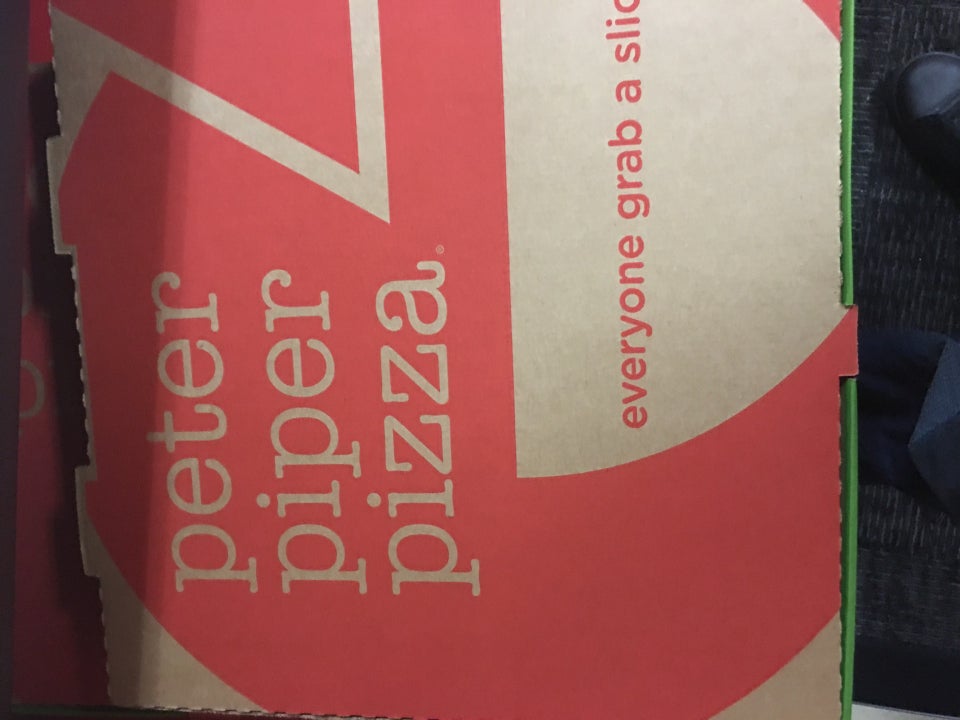 peter
piper
pizza®
everyone grab a slic